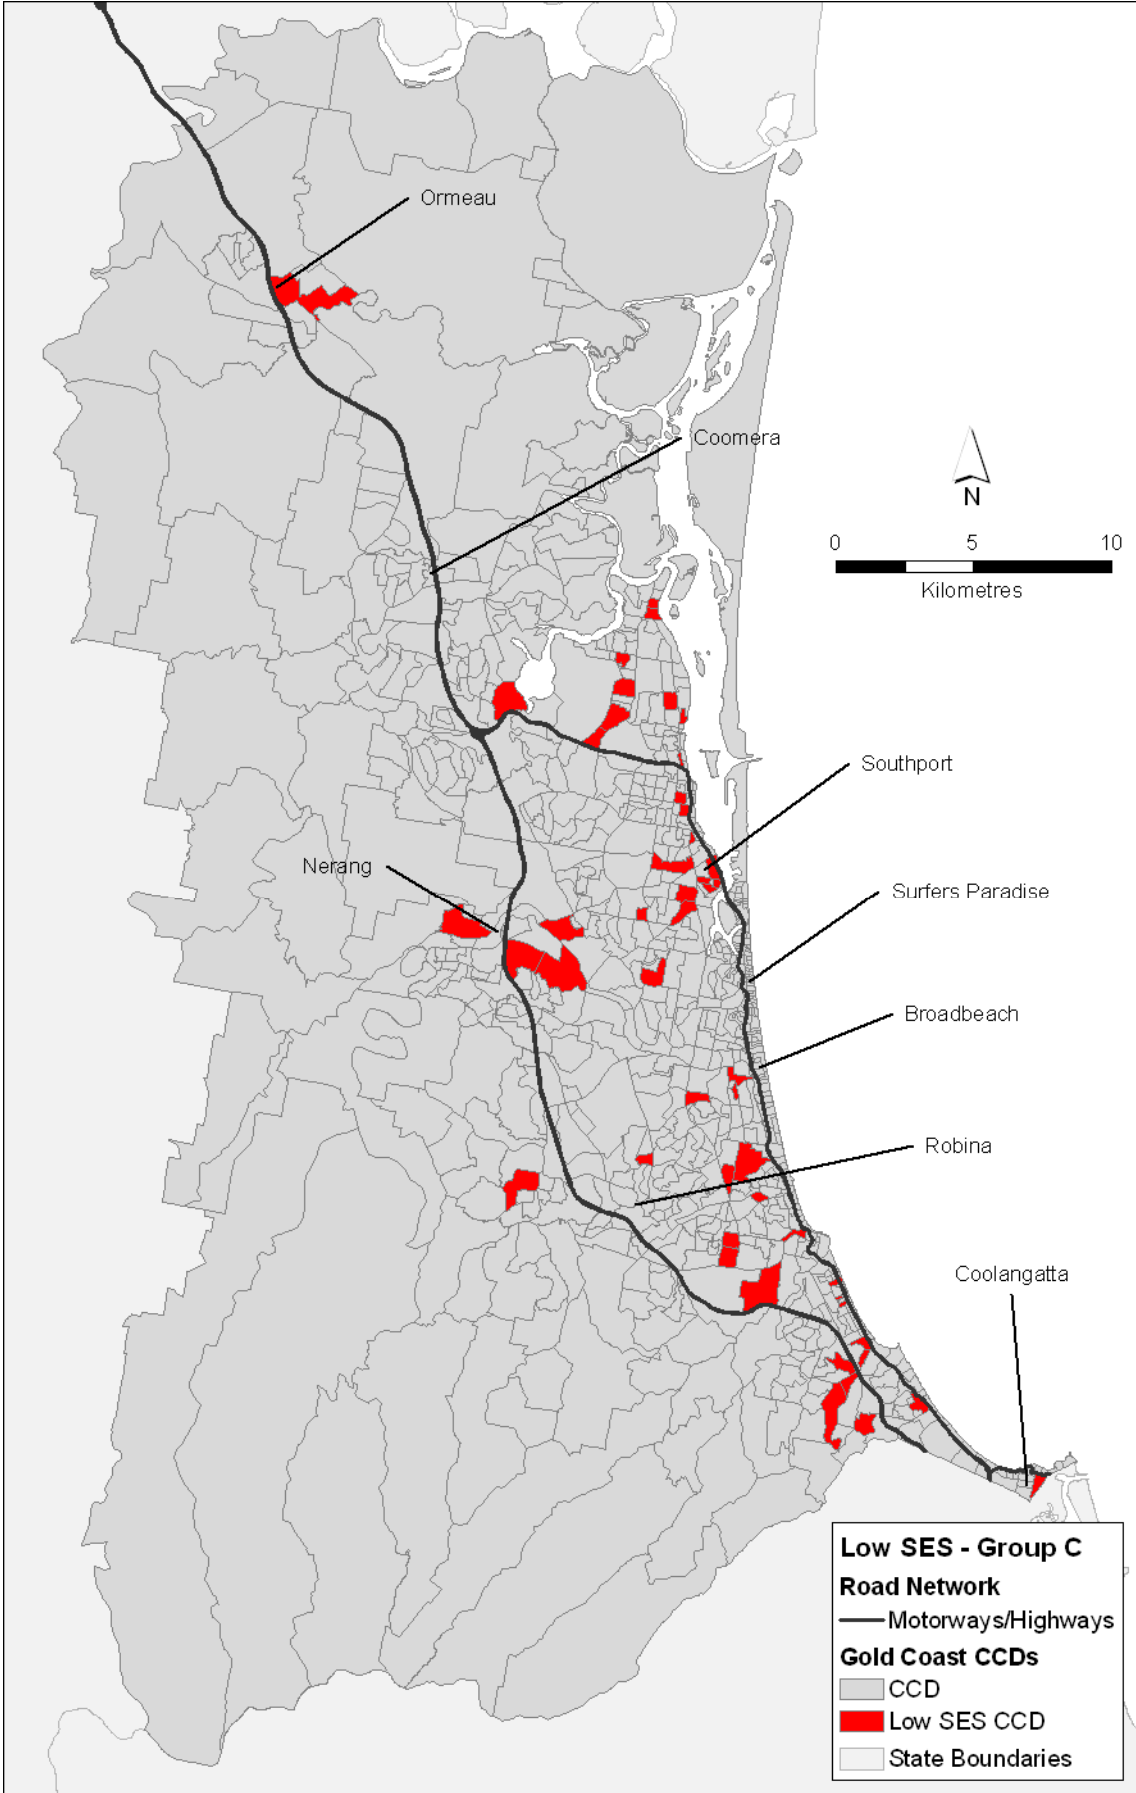 Ormeau
Coomera
N
0 5 10
Kilometres
Southport
Nerang
Surfers Paradise
Broadbeach
Robina
Coolangatta
Low SES - Group C
Road Network
Motorways/Highways
Gold Coast CCDs
CCD
Low SES CCD
State Boundaries